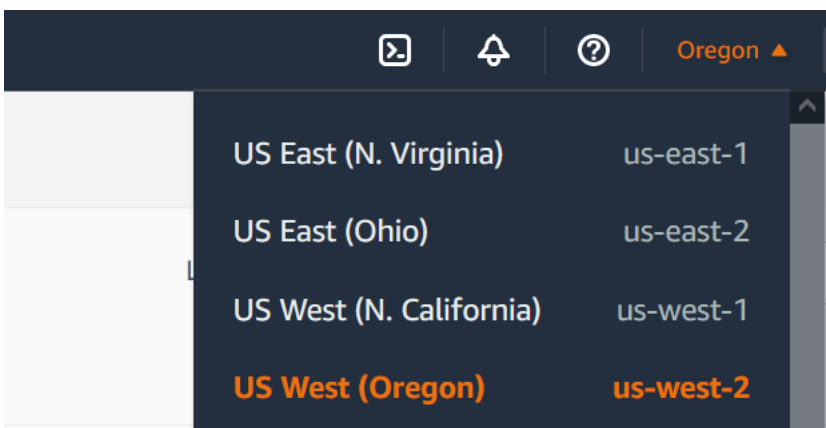 Oregon
US East (N. Virginia) us-east-1
US East (Ohio) us-east-2
US West (N. California) us-west-1
US West (Oregon) us-west-2